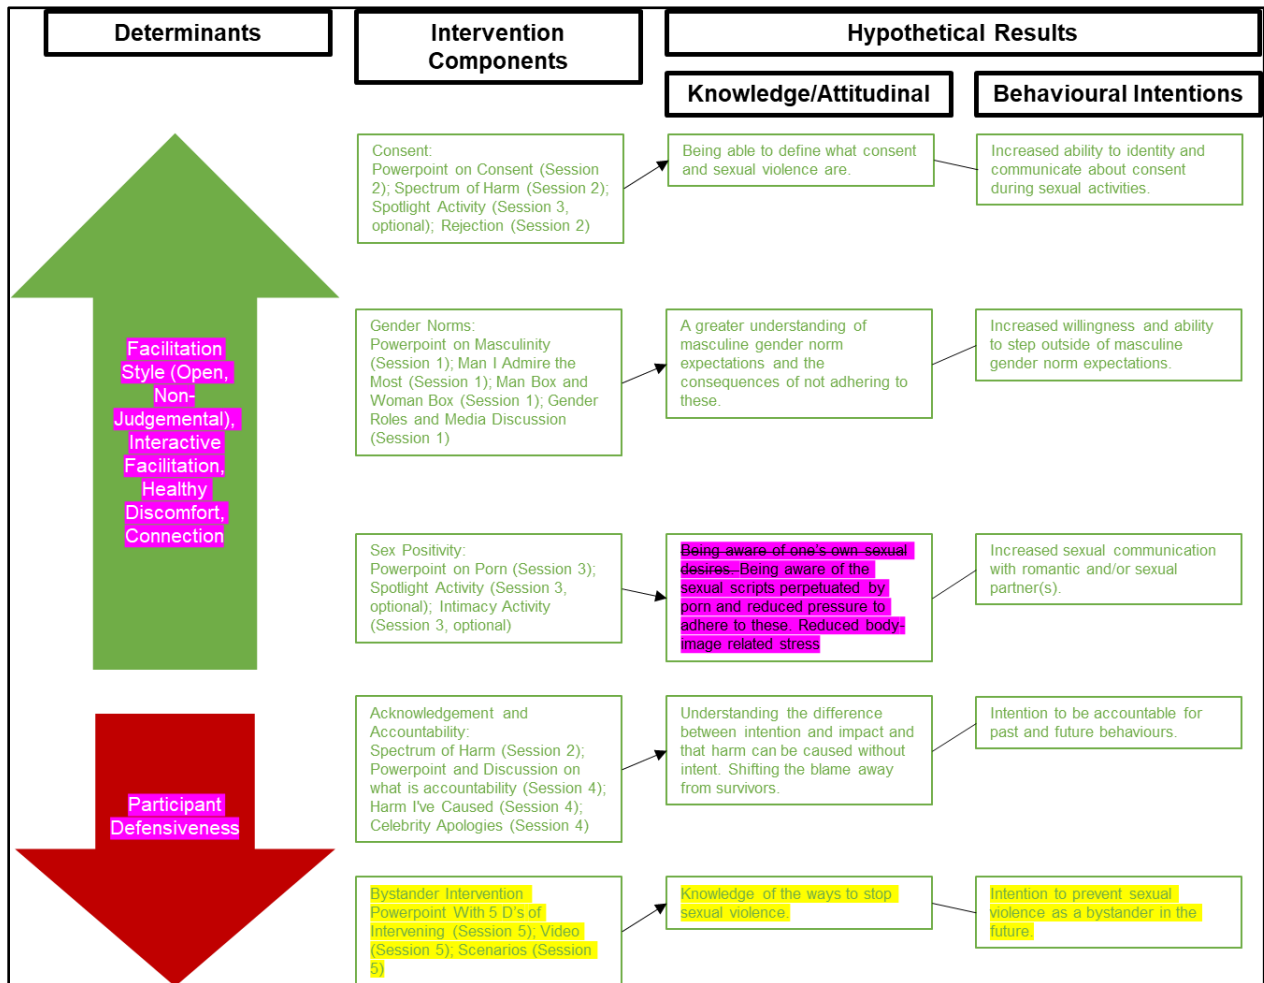 Determinants
Intervention
Components
Hypothetical Results
Knowledge/Attitudinal
Behavioural Intentions
Facilitation
Style (Open,
Non-
Judgemental),
Interactive
Facilitation,
Healthy
Discomfort,
Connection
Participant
Defensiveness
Consent:
Powerpoint on Consent (Session
2); Spectrum of Harm (Session 2);
Spotlight Activity (Session 3,
optional); Rejection (Session 2)
Being able to define what consent
and sexual violence are.
Increased ability to identity and
communicate about consent
during sexual activities.
Gender Norms:
Powerpoint on Masculinity
(Session 1); Man I Admire the
Most (Session 1); Man Box and
Woman Box (Session 1); Gender
Roles and Media Discussion
(Session 1)
A greater understanding of
masculine gender norm
expectations and the
consequences of not adhering to
these.
Increased willingness and ability
to step outside of masculine
gender norm expectations.
Sex Positivity:
Powerpoint on Porn (Session 3);
Spotlight Activity (Session 3,
optional); Intimacy Activity
(Session 3, optional)
Being aware of one's own sexual
desires. Being aware of the
sexual scripts perpetuated by
porn and reduced pressure to
adhere to these. Reduced body-
image related stress
Increased sexual communication
with romantic and/or sexual
partner(s).
Acknowledgement and
Accountability:
Spectrum of Harm (Session 2);
Powerpoint and Discussion on
what is accountability (Session 4);
Harm I've Caused (Session 4);
Celebrity Apologies (Session 4)
Understanding the difference
between intention and impact and
that harm can be caused without
intent. Shifting the blame away
from survivors.
Intention to be accountable for
past and future behaviours.
Bystander Intervention
Powerpoint With 5 D's of
Intervening (Session 5); Video
(Session 5); Scenarios (Session
5)
Knowledge of the ways to stop
sexual violence.
Intention to prevent sexual
violence as a bystander in the
future.